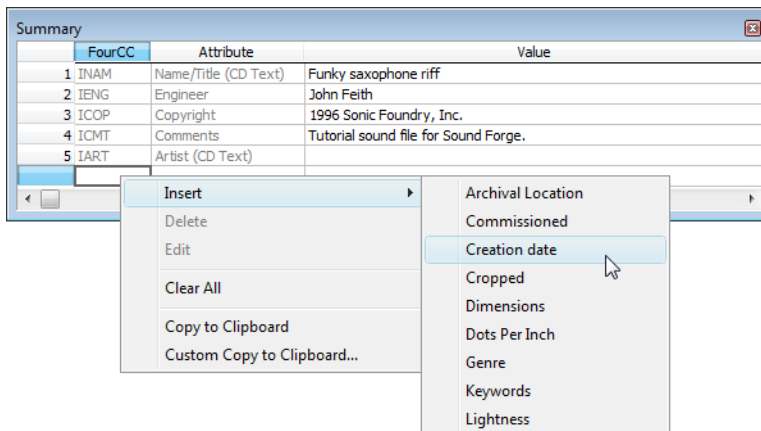 Summary
FourCC Attribute Value
1 INAM Name/Title (CD Text) Funky saxophone riff
2 IENG Engineer John Feith
3 ICOP Copyright 1996 Sonic Foundry, Inc.
4 ICMT Comments Tutorial sound file for Sound Forge.
5 IART Artist (CD Text)
Insert
Delete
Edit
Clear All
Copy to Clipboard
Custom Copy to Clipboard...
Archival Location
Commissioned
Creation date
Cropped
Dimensions
Dots Per Inch
Genre
Keywords
Lightness